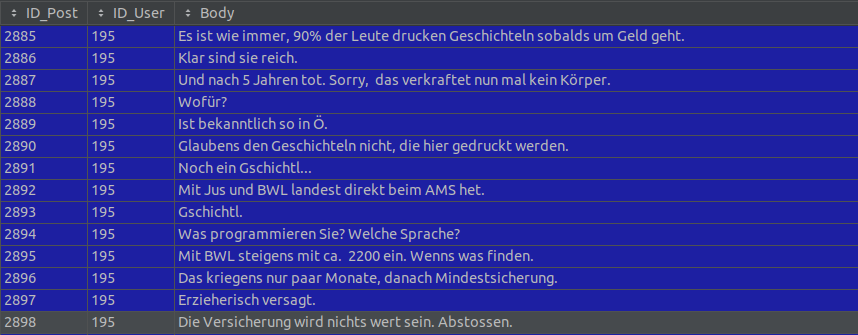 ID_Post ID_User Body
2885 195 Es ist wie immer, 90% der Leute drucken Geschichteln sobalds um Geld geht.
2886 195 Klar sind sie reich.
2887 195 Und nach 5 Jahren tot. Sorry,  das verkraftet nun mal kein Körper.
2888 195 Wofür?
2889 195 Ist bekanntlich so in Ö.
2890 195 Glaubens den Geschichteln nicht, die hier gedruckt werden.
2891 195 Noch ein Gschichtl...
2892 195 Mit Jus und BWL landest direkt beim AMS het.
2893 195 Gschichtl.
2894 195 Was programmieren Sie? Welche Sprache?
2895 195 Mit BWL steigens mit ca.  2200 ein. Wenns was finden.
2896 195 Das kriegens nur paar Monate, danach Mindestsicherung.
2897 195 Erzieherisch versagt.
2898 195 Die Versicherung wird nichts wert sein. Abstossen.